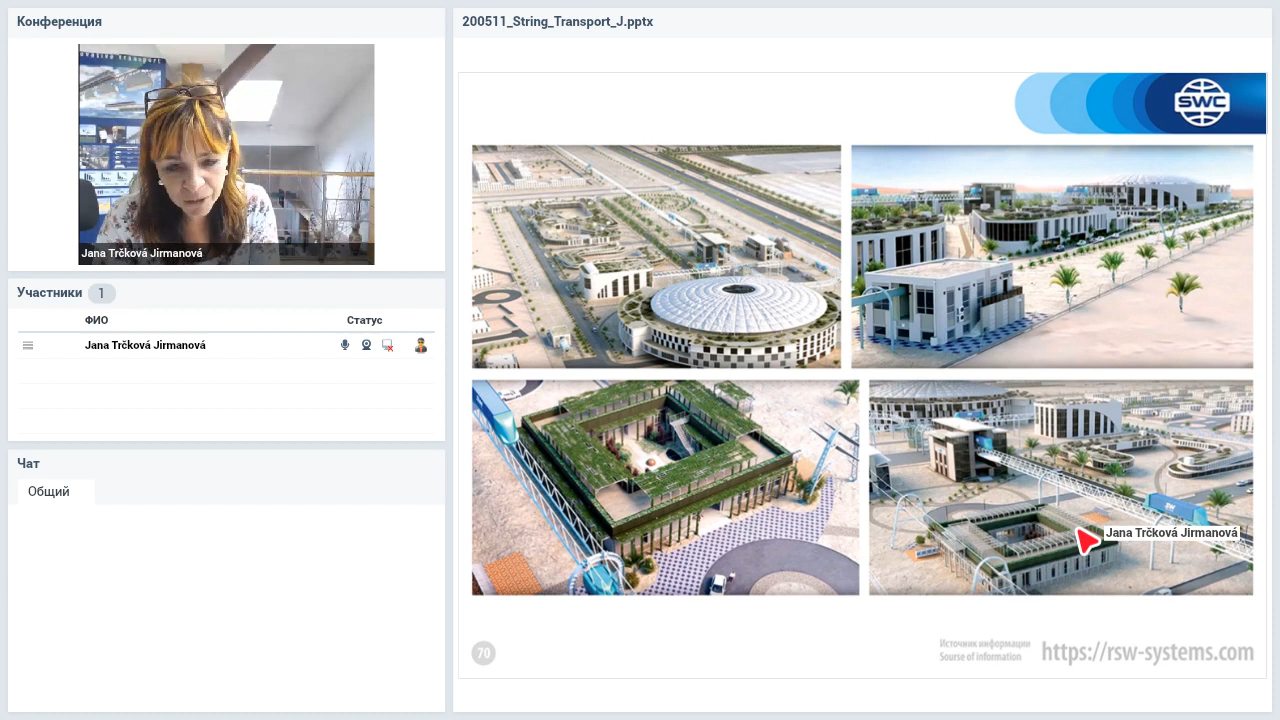 Конференция
Jana Trčková Jirmanová
Участники 1
ФИО Статус
Jana Trčková Jirmanová
Чат
Общий
200511_String_Transport_J.pptx
SWC
Jana Trčková Jirmanová
70
Источник информации
Sourse of information
https://rsw-systems.com